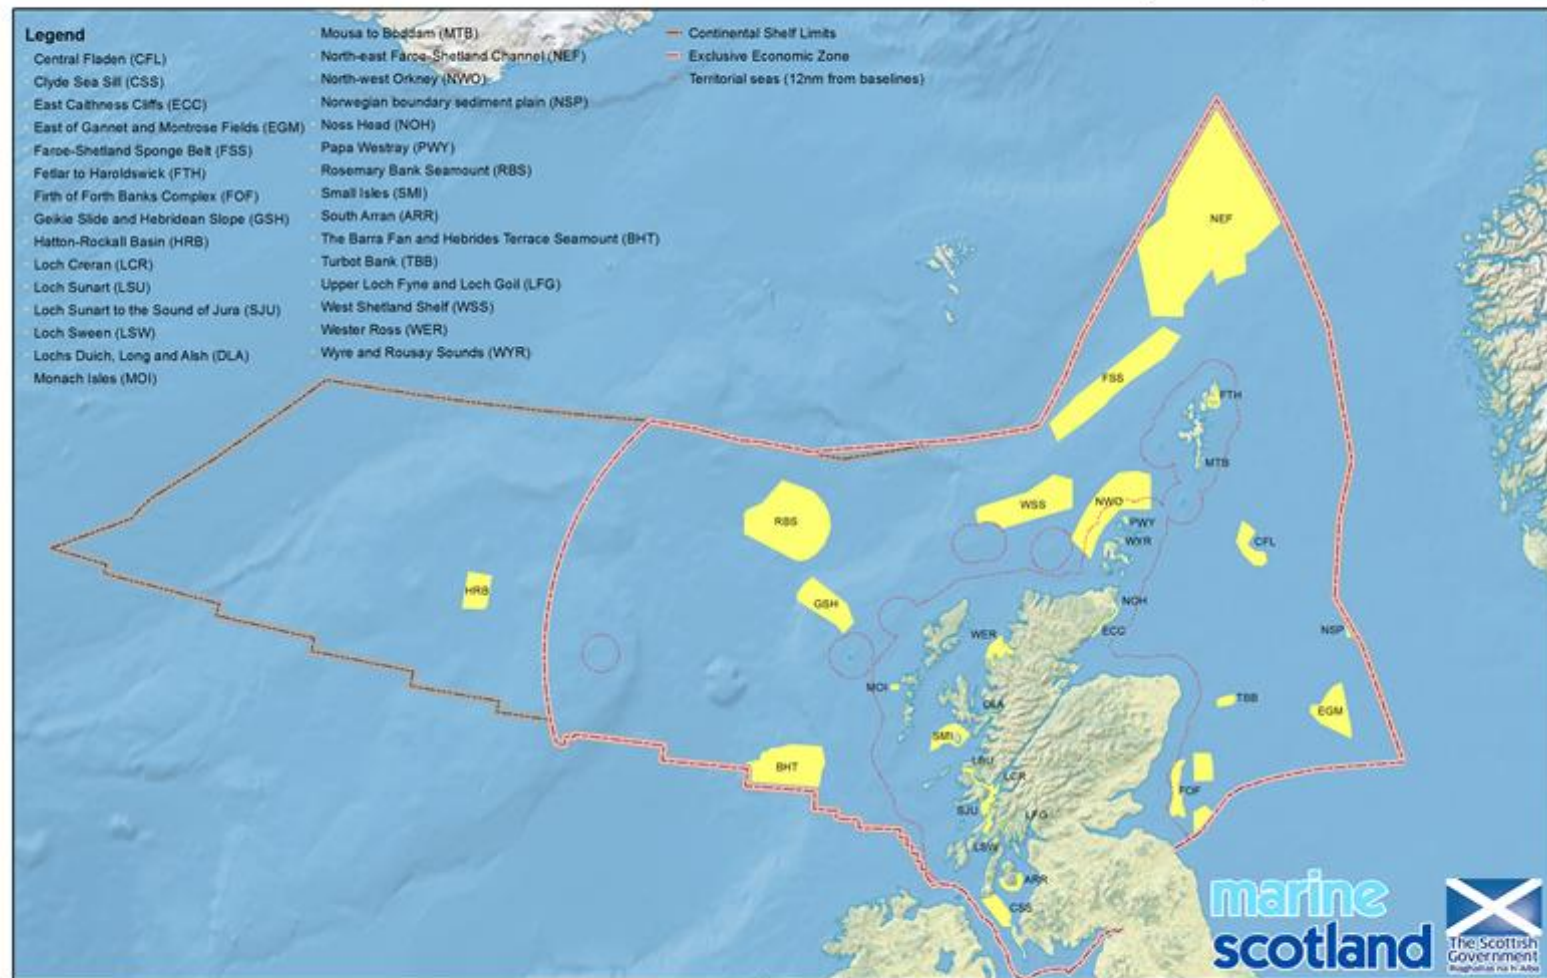 Legend
Central Fladen (CFL)
Clyde Sea Sill (CSS)
East Caithness Cliffs (ECC)
East of Gannet and Montrose Fields (EGM)
Faroe-Shetland Sponge Belt (FSS)
Fetlar to Haroldswick (FTH)
Firth of Forth Banks Complex (FOF)
Geikie Slide and Hebridean Slope (GSH)
Hatton-Rockall Basin (HRB)
Loch Creran (LCR)
Loch Sunart (LSU)
Loch Sunart to the Sound of Jura (SJU)
Loch Sween (LSW)
Lochs Duich, Long and Alsh (DLA)
Monach Isles (MOI)
Mousa to Boddam (MTB)
North-east Faroe-Shetland Channel (NEF)
North-west Orkney (NWO)
Norwegian boundary sediment plain (NSP)
Noss Head (NOH)
Papa Westray (PWY)
Rosemary Bank Seamount (RBS)
Small Isles (SMI)
South Arran (ARR)
The Barra Fan and Hebrides Terrace Seamount (BHT)
Turbot Bank (TBB)
Upper Loch Fyne and Loch Goil (LFG)
West Shetland Shelf (WSS)
Wester Ross (WER)
Wyre and Rousay Sounds (WYR)
Continental Shelf Limits
Exclusive Economic Zone
Territorial seas (12nm from baselines)
NEF
FSS
FTH
MTB
WSS
NWO
RBS
PWY
WYR
CFL
HRB
GSH
NOH
ECC
NSP
WER
MOI
DLA
TBB
EGM
SMI
BHT
LSU
LCR
FOF
SJU
LFG
LSW
ARR
CSS
marine
scotland
The Scottish
Government
Riaghaltas na h-Alba